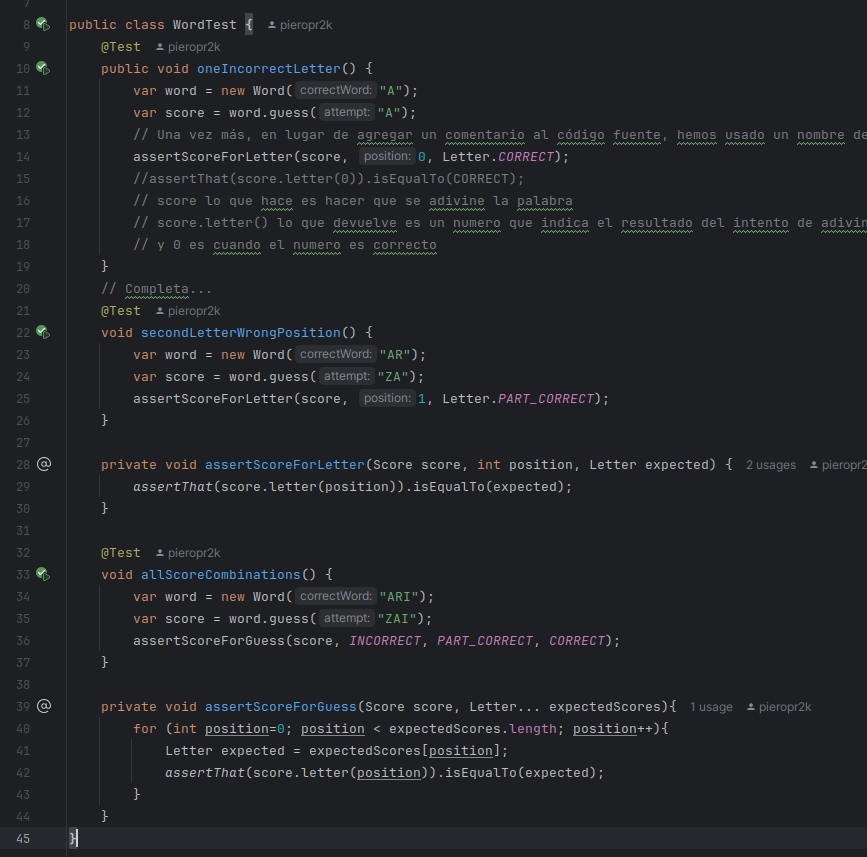 7
8 public class WordTest { pieropr2k
9 @Test pieropr2k
10 public void oneIncorrectLetter() {
11 var word = new Word( correctWord: "A");
12 var score = word.guess( attempt: "A");
13 // Una vez más, en lugar de agregar un comentario al código fuente, hemos usado un nombre de
14 assertScoreForLetter(score, position: 0, Letter.CORRECT);
15 //assertThat(score.letter(0)).isEqualTo(CORRECT);
16 // score lo que hace es hacer que se adivine la palabra
17 // score.letter() lo que devuelve es un numero que indica el resultado del intento de adivin
18 // y 0 es cuando el numero es correcto
19 }
20 // Completa...
21 @Test pieropr2k
22 void secondLetterWrongPosition() {
23 var word = new Word( correctWord: "AR");
24 var score = word.guess( attempt: "ZA");
25 assertScoreForLetter(score, position: 1, Letter.PART_CORRECT);
26 }
27
28 private void assertScoreForLetter(Score score, int position, Letter expected) { 2 usages pieropr2
29 assertThat(score.letter(position)).isEqualTo(expected);
30 }
31
32 @Test pieropr2k
33 void allScoreCombinations() {
34 var word = new Word( correctWord: "ARI");
35 var score = word.guess( attempt: "ZAI");
36 assertScoreForGuess(score, INCORRECT, PART_CORRECT, CORRECT);
37 }
38
39 private void assertScoreForGuess(Score score, Letter... expectedScores){ 1 usage pieropr2k
40 for (int position=0; position < expectedScores.length; position++){
41 Letter expected = expectedScores[position];
42 assertThat(score.letter(position)).isEqualTo(expected);
43 }
44 }
45 }